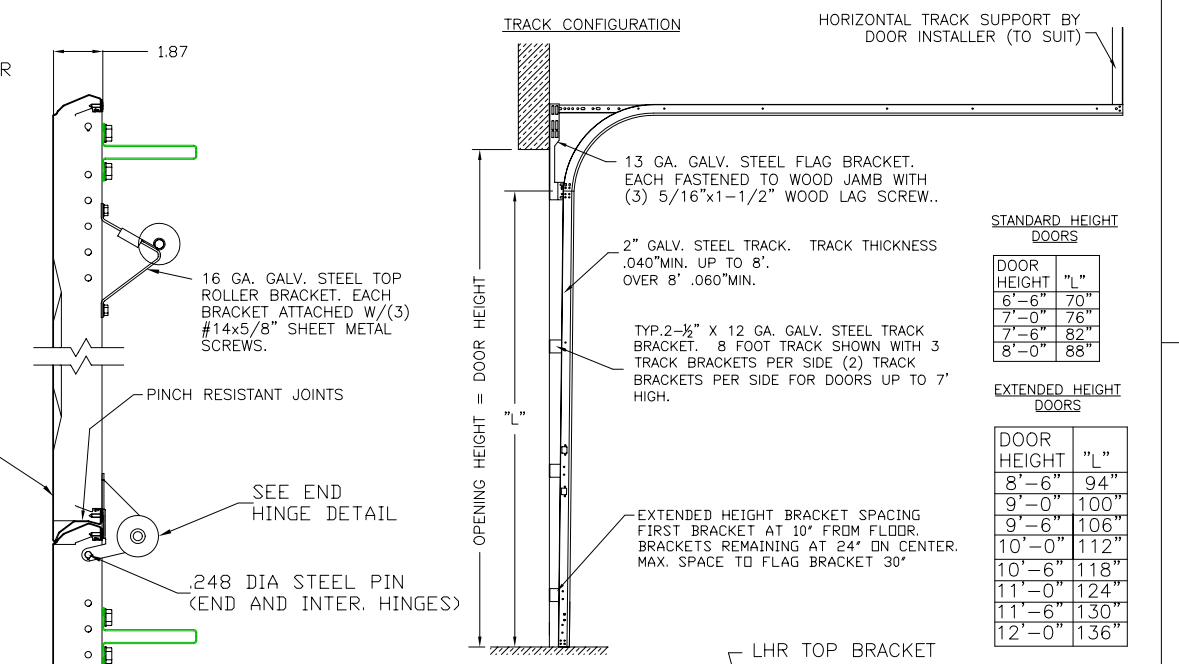 TRACK CONFIGURATION
HORIZONTAL TRACK SUPPORT BY
DOOR INSTALLER (TO SUIT)
1.87
R
13 GA. GALV. STEEL FLAG BRACKET.
EACH FASTENED TO WOOD JAMB WITH
(3) 5/16"x1-1/2" WOOD LAG SCREW..
2" GALV. STEEL TRACK. TRACK THICKNESS
.040"MIN. UP TO 8'.
OVER 8' .060"MIN.
16 GA. GALV. STEEL TOP
ROLLER BRACKET. EACH
BRACKET ATTACHED W/(3)
#14x5/8" SHEET METAL
SCREWS.
TYP.2-½" X 12 GA. GALV. STEEL TRACK
BRACKET. 8 FOOT TRACK SHOWN WITH 3
TRACK BRACKETS PER SIDE (2) TRACK
BRACKETS PER SIDE FOR DOORS UP TO 7'
HIGH.
PINCH RESISTANT JOINTS
OPENING HEIGHT = DOOR HEIGHT
"L"
SEE END
HINGE DETAIL
EXTENDED HEIGHT BRACKET SPACING
FIRST BRACKET AT 10" FROM FLOOR.
BRACKETS REMAINING AT 24" ON CENTER.
MAX. SPACE TO FLAG BRACKET 30"
.248 DIA STEEL PIN
(END AND INTER. HINGES)
LHR TOP BRACKET
STANDARD HEIGHT
DOORS
DOOR
HEIGHT "L"
6'-6" 70"
7'-0" 76"
7'-6" 82"
8'-0" 88"
EXTENDED HEIGHT
DOORS
DOOR
HEIGHT "L"
8'-6" 94"
9'-0" 100"
9'-6" 106"
10'-0" 112"
10'-6" 118"
11'-0" 124"
11'-6" 130"
12'-0" 136"